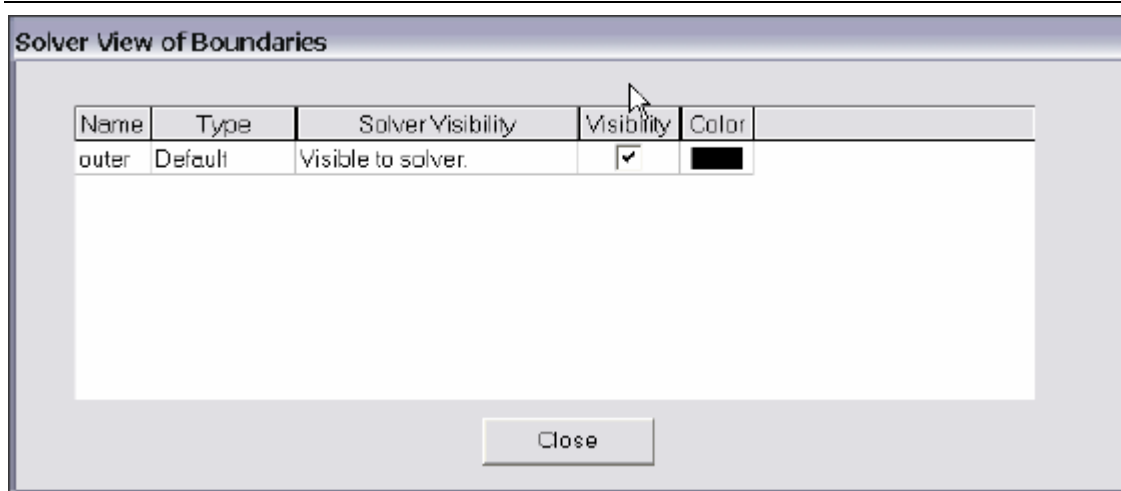 Solver View of Boundaries
Name Type Solver Visibility Visibility Color
outer Default Visible to solver.
Close